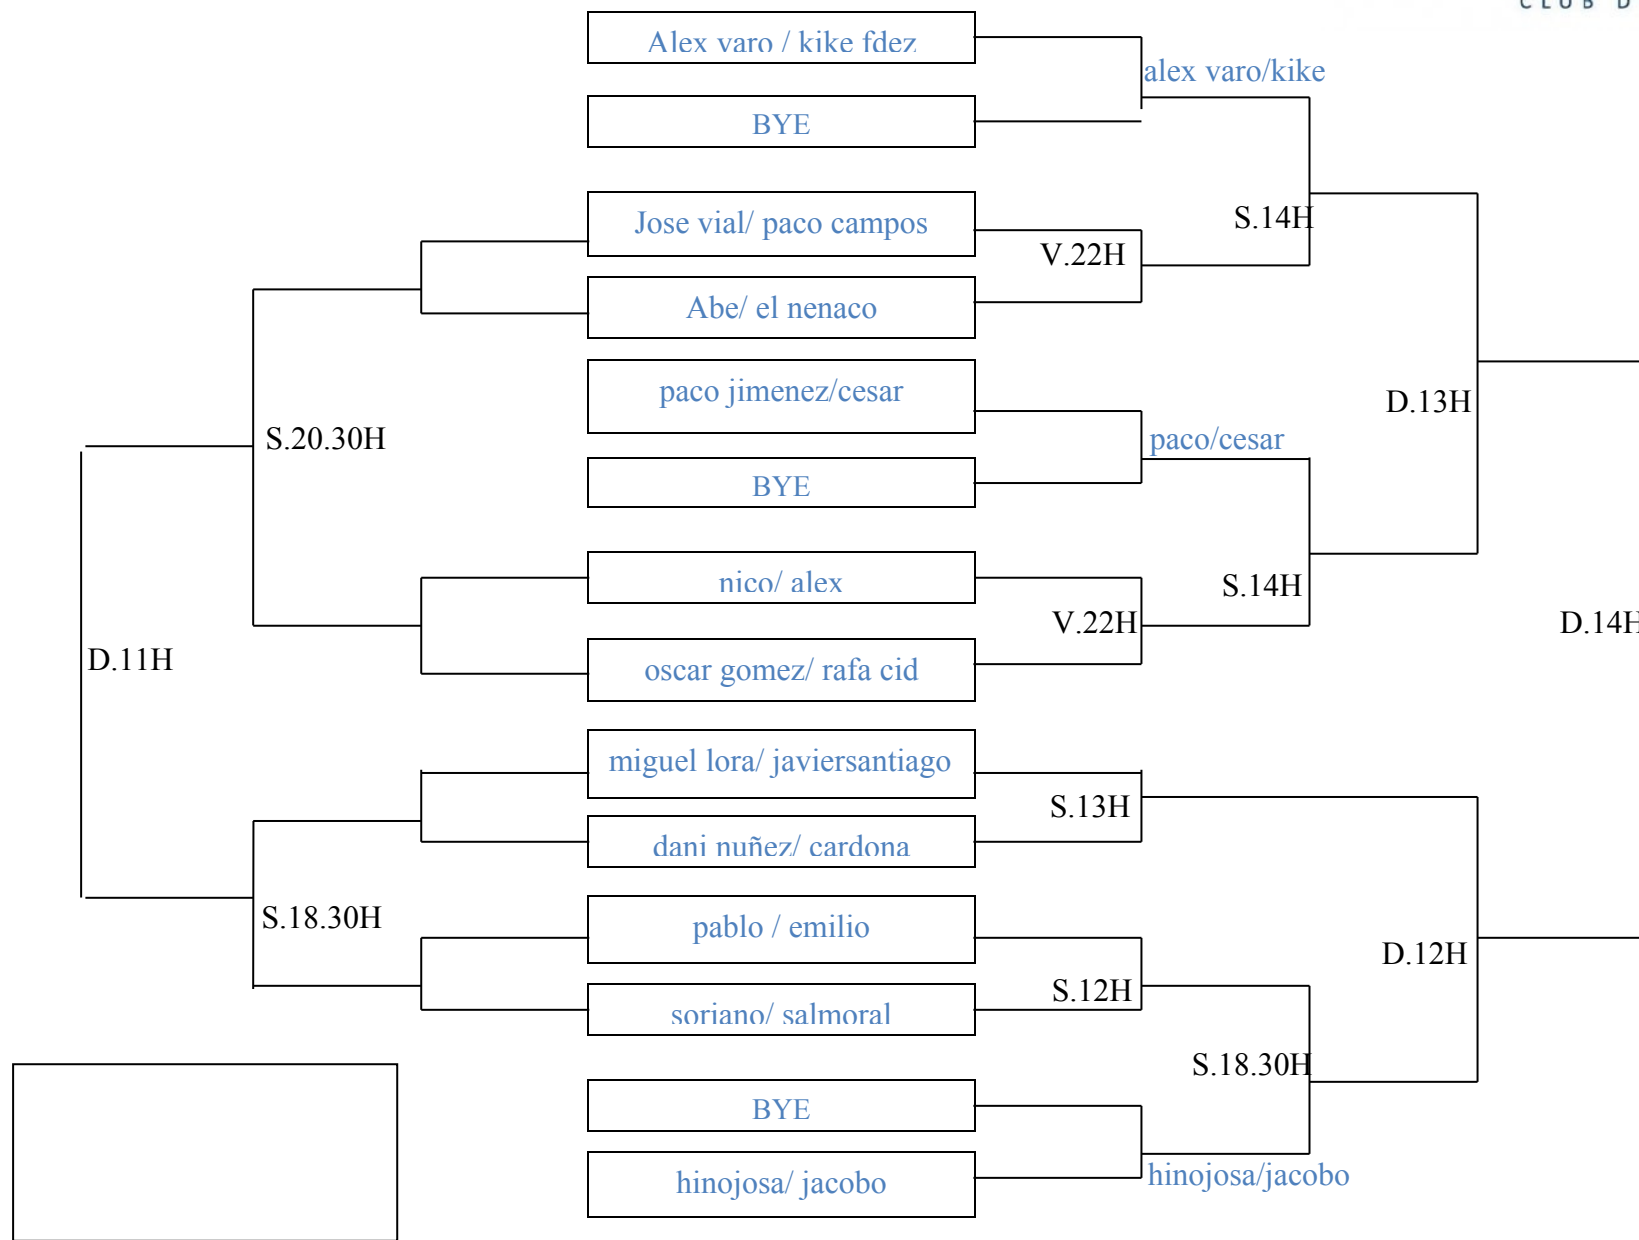 CLUB D
Alex varo / kike fdez
alex varo/kike
BYE
Jose vial/ paco campos
S.14H
V.22H
Abe/ el nenaco
paco jimenez/cesar
D.13H
S.20.30H
paco/cesar
BYE
nico/ alex
S.14H
V.22H
D.14H
D.11H
oscar gomez/ rafa cid
miguel lora/ javiersantiago
S.13H
dani nuñez/ cardona
S.18.30H
pablo / emilio
D.12H
S.12H
soriano/ salmoral
S.18.30H
BYE
hinojosa/ jacobo
hinojosa/jacobo